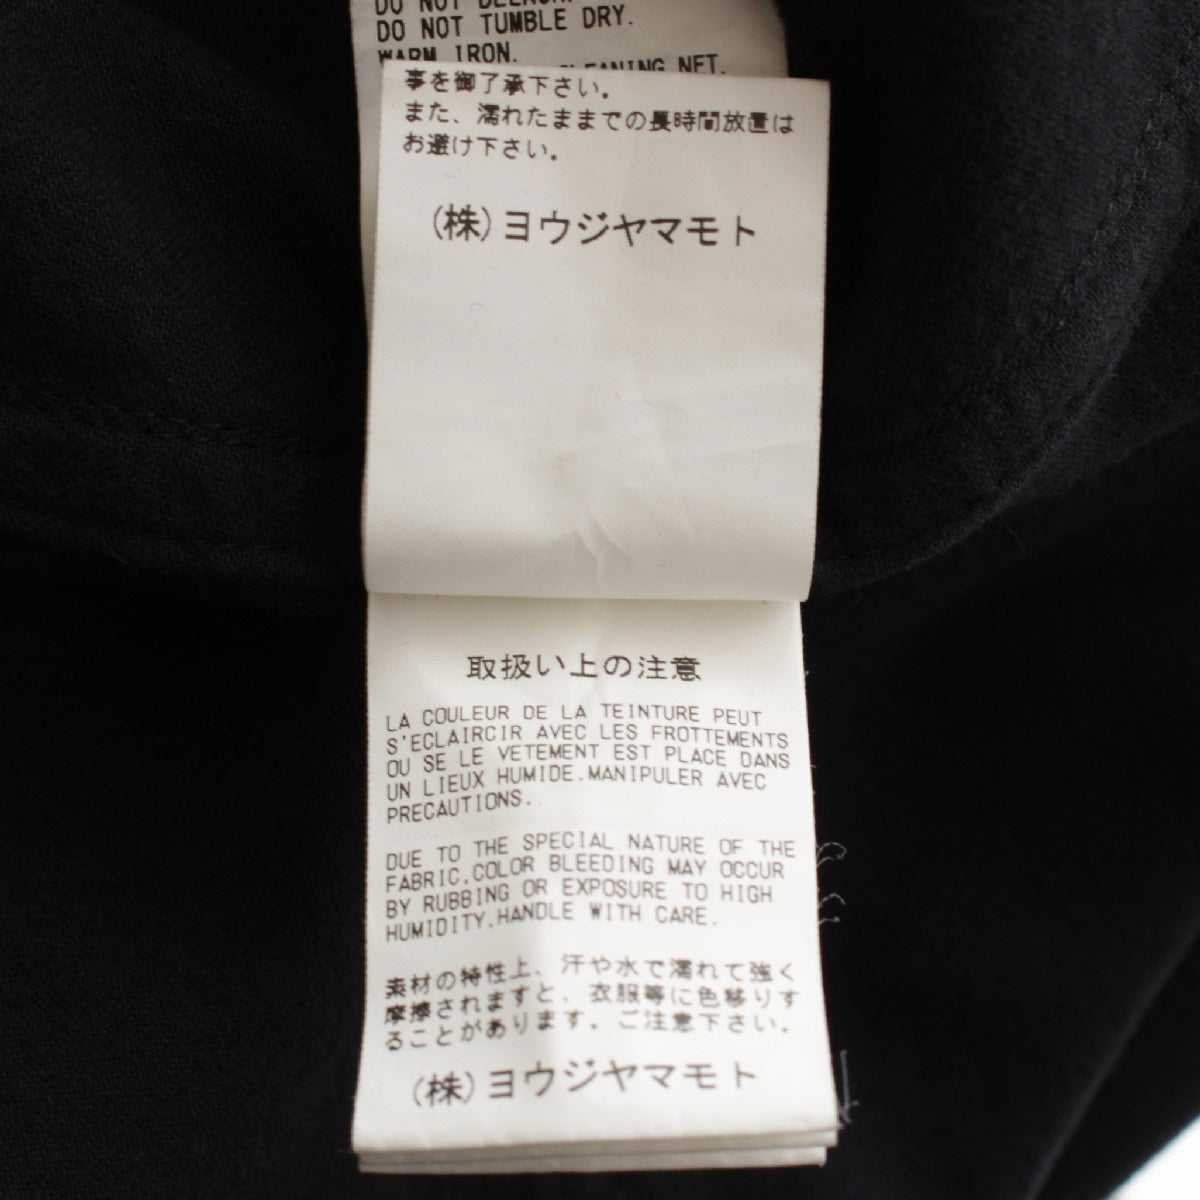 DO NOT BLEACH.
DO NOT TUMBLE DRY.
WARM IRON.
CLEANING NET.
事を御了承下さい。
また、濡れたままでの長時間放置は
お避け下さい。
(株)ヨウジヤマモト
取扱い上の注意
LA COULEUR DE LA TEINTURE PEUT
S'ECLAIRCIR AVEC LES FROTTEMENTS
OU SE LE VETEMENT EST PLACE DANS
UN LIEUX HUMIDE.MANIPULER AVEC
PRECAUTIONS.
DUE TO THE SPECIAL NATURE OF THE
FABRIC,COLOR BLEEDING MAY OCCUR
BY RUBBING OR EXPOSURE TO HIGH
HUMIDITY.HANDLE WITH CARE.
素材の特性上、汗や水で濡れて強く
摩擦されますと、衣服等に色移りす
ることがあります。ご注意下さい。
(株)ヨウジヤマモト